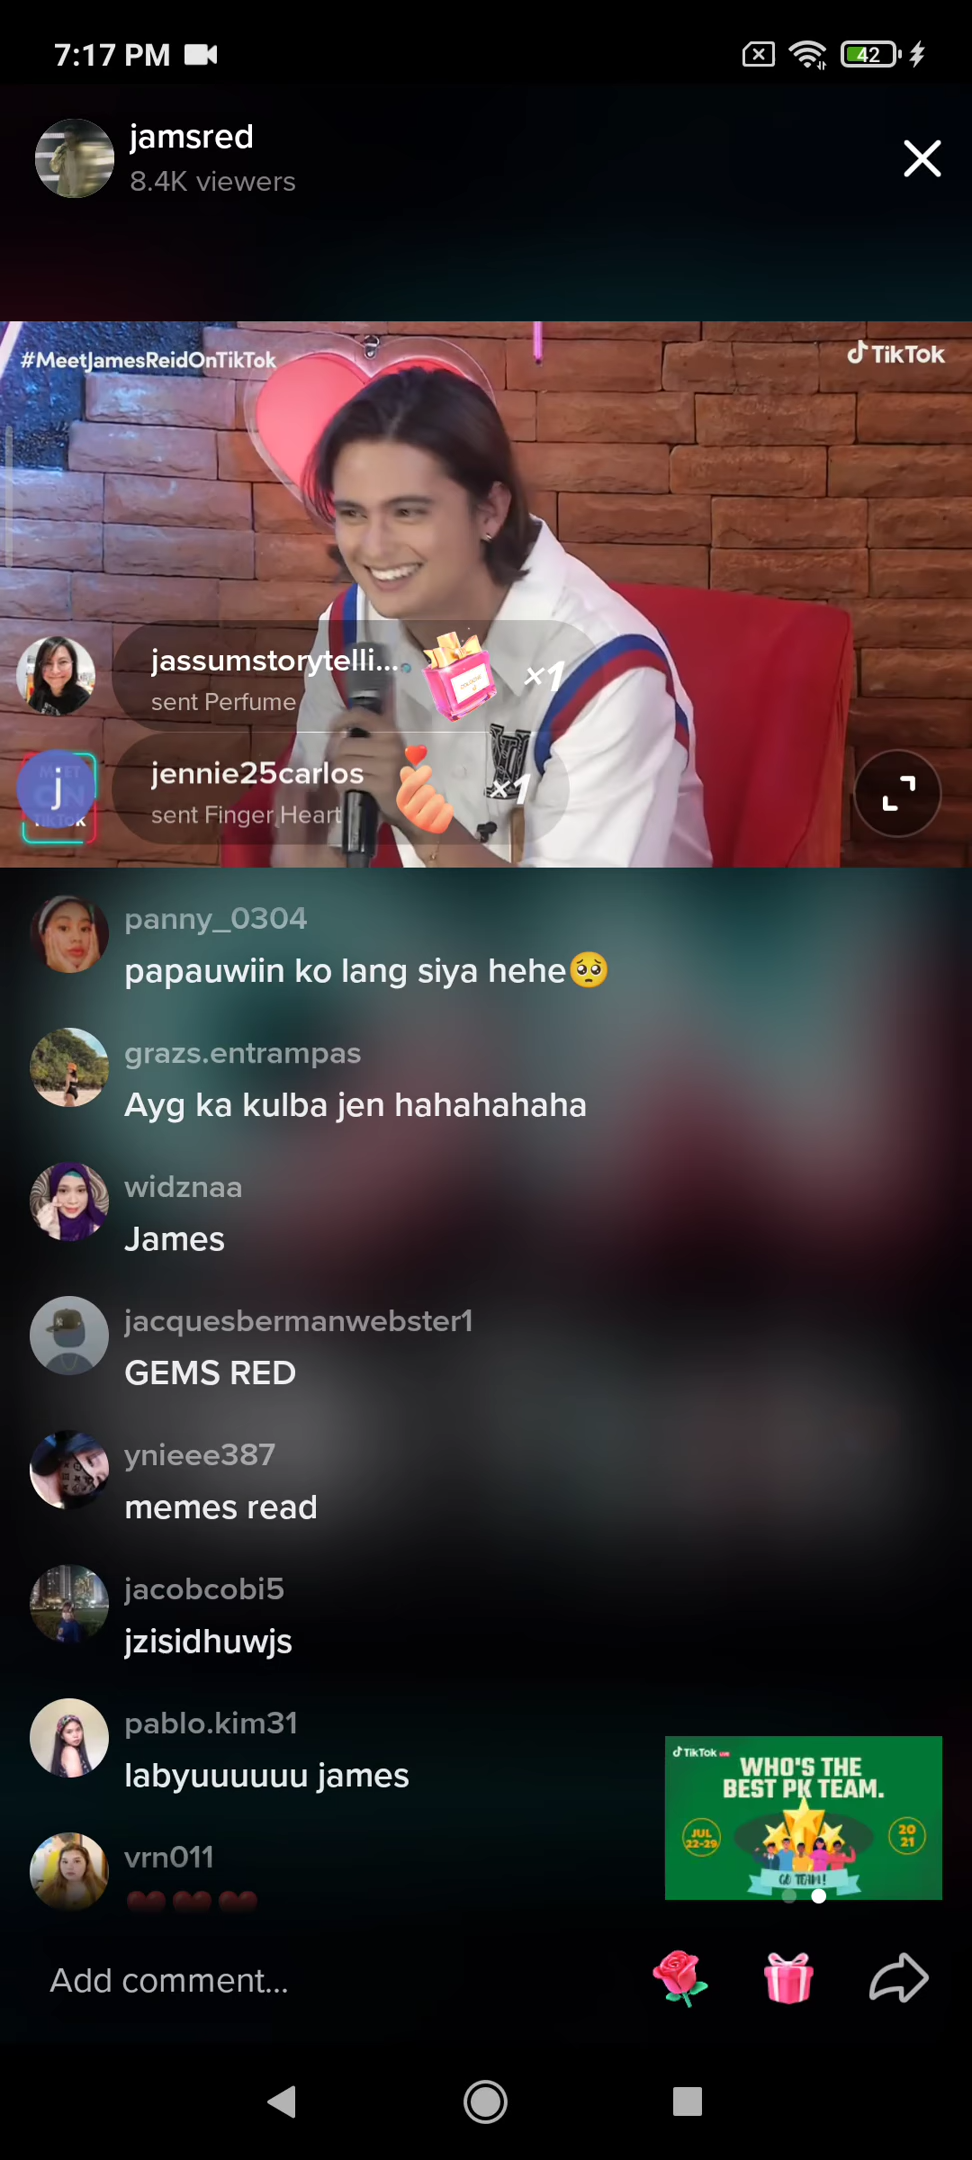 7:17 PM
42
jamsred
8.4K viewers
#MeetJamesReidOnTikTok
TikTok
jassumstorytelli...
sent Perfume
×1
jennie25carlos
sent Finger Heart
×1
j
TikTok
panny_0304
papauwiin ko lang siya hehe🥺
grazs.entrampas
Ayg ka kulba jen hahahahaha
widznaa
James
jacquesbermanwebster1
GEMS RED
ynieee387
memes read
jacobcobi5
jzisidhuwjs
pablo.kim31
labyuuuuuu james
vrn011
❤️❤️❤️
TikTok
WHO'S THE
BEST PK TEAM.
JUL
22-29
20
21
GO TEAM!
Add comment...